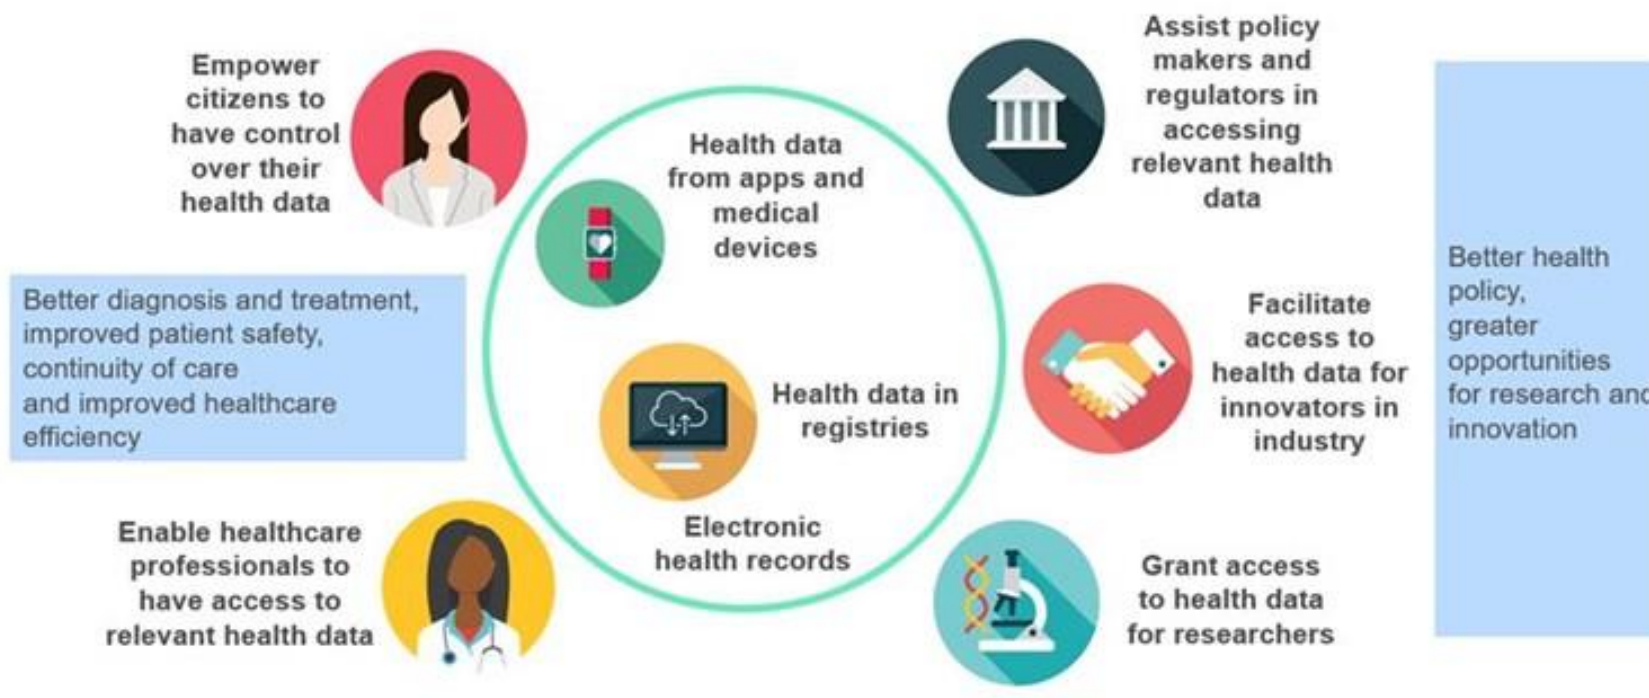 Empower
citizens to
have control
over their
health data
Better diagnosis and treatment,
improved patient safety,
continuity of care
and improved healthcare
efficiency
Enable healthcare
professionals to
have access to
relevant health data
Health data
from apps and
medical
devices
Health data in
registries
Electronic
health records
Assist policy
makers and
regulators in
accessing
relevant health
data
Facilitate
access to
health data for
innovators in
industry
Grant access
to health data
for researchers
Better health
policy,
greater
opportunities
for research and
innovation